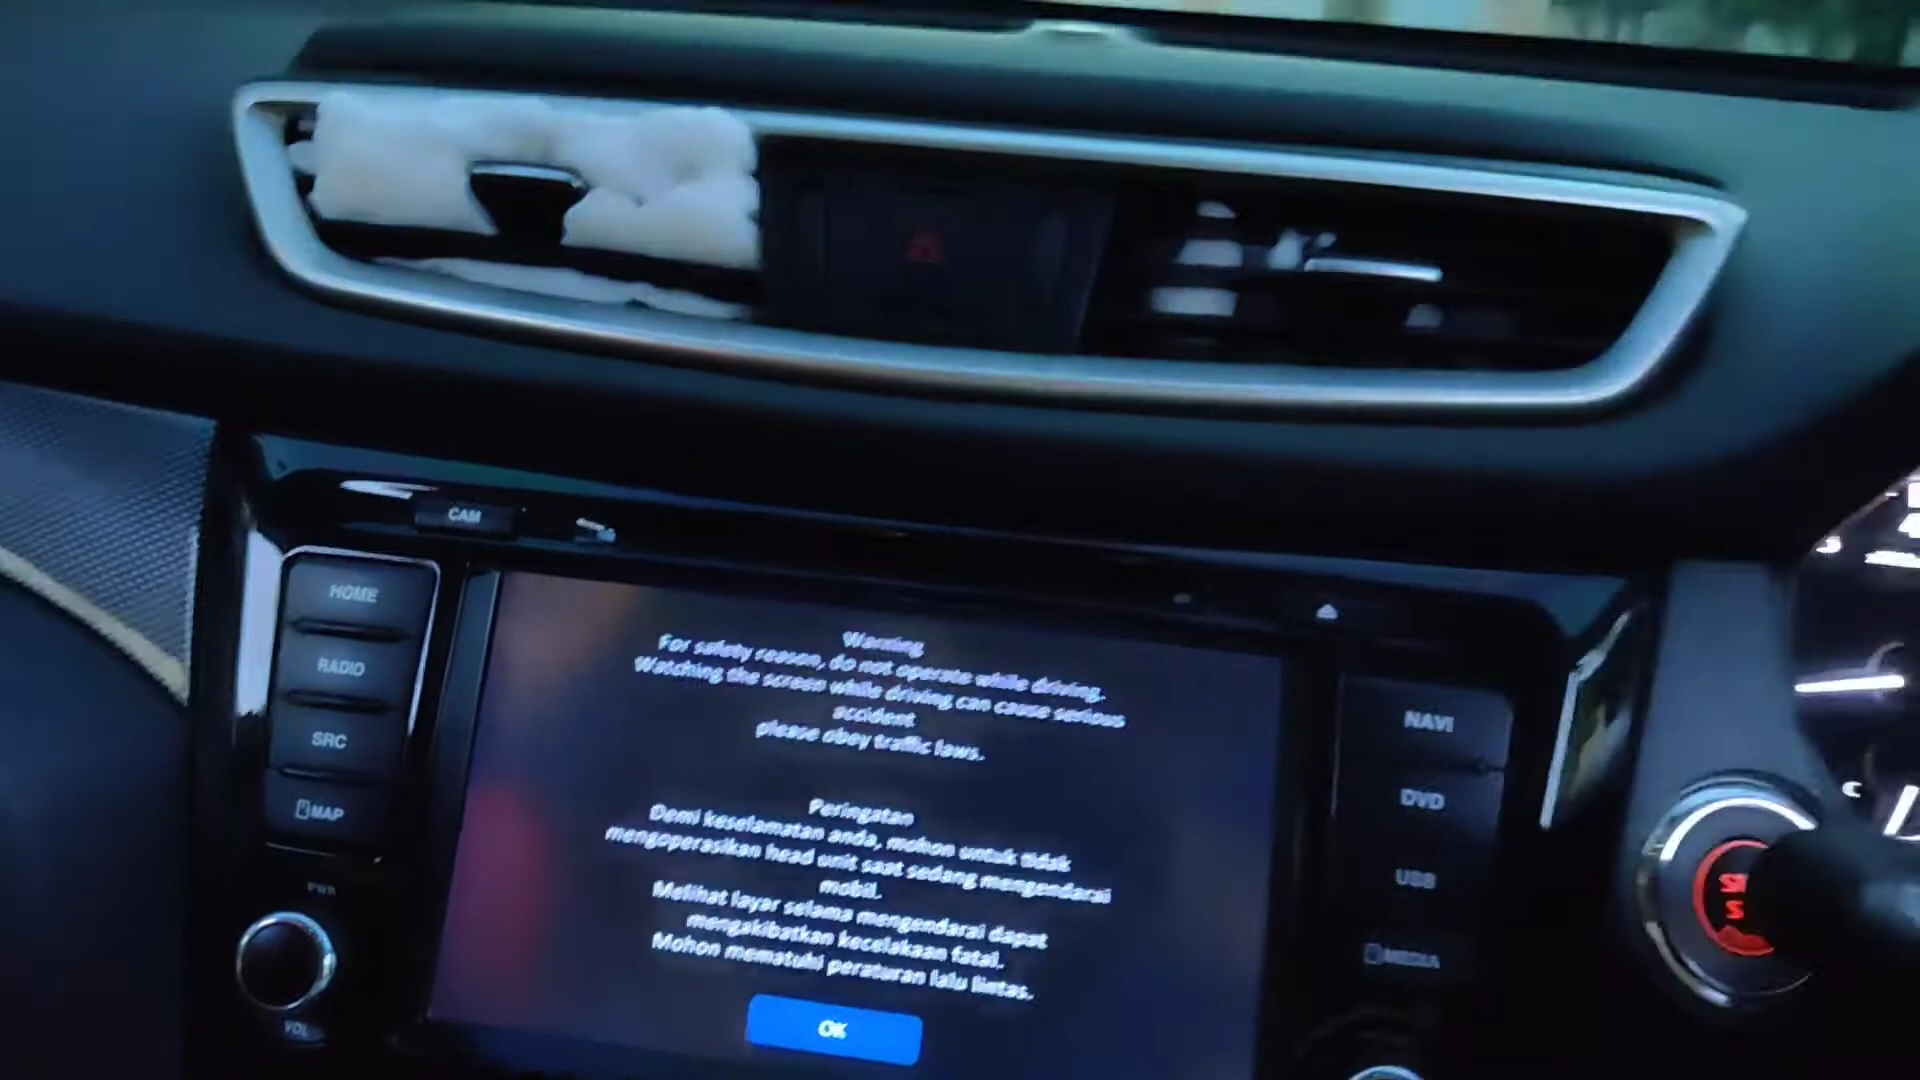 CAM
HOME
RADIO
SRC
MAP
PWR
VOL
Warning
For safety reason, do not operate while driving.
Watching the screen while driving can cause serious
accident
please obey traffic laws.
Peringatan
Demi keselamatan anda, mohon untuk tidak
mengoperasikan head unit saat sedang mengendarai
mobil.
Melihat layar selama mengendarai dapat
mengakibatkan kecelakaan fatal.
Mohon mematuhi peraturan lalu lintas.
OK
NAVI
DVD
USB
MEDIA